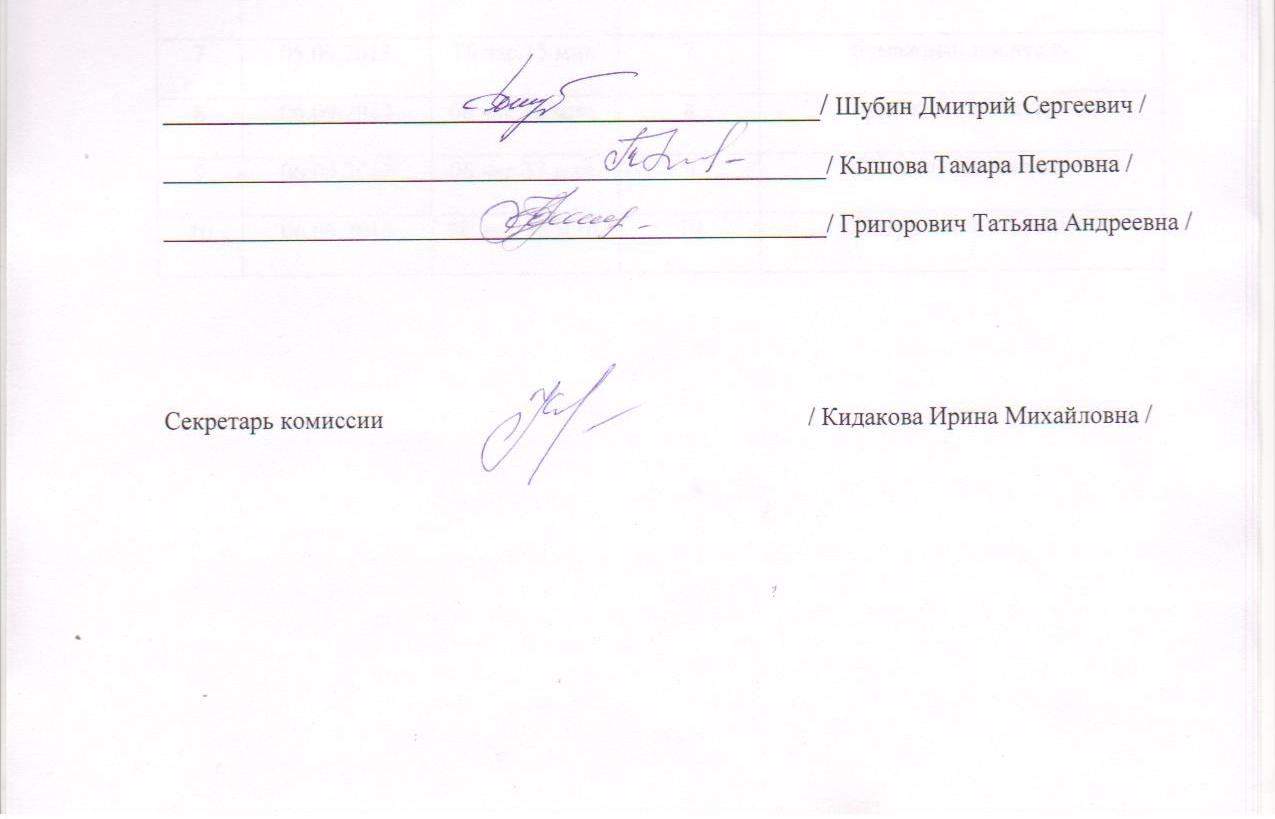 / Шубин Дмитрий Сергеевич /
/ Кышова Тамара Петровна /
/ Григорович Татьяна Андреевна /
Секретарь комиссии / Кидакова Ирина Михайловна /